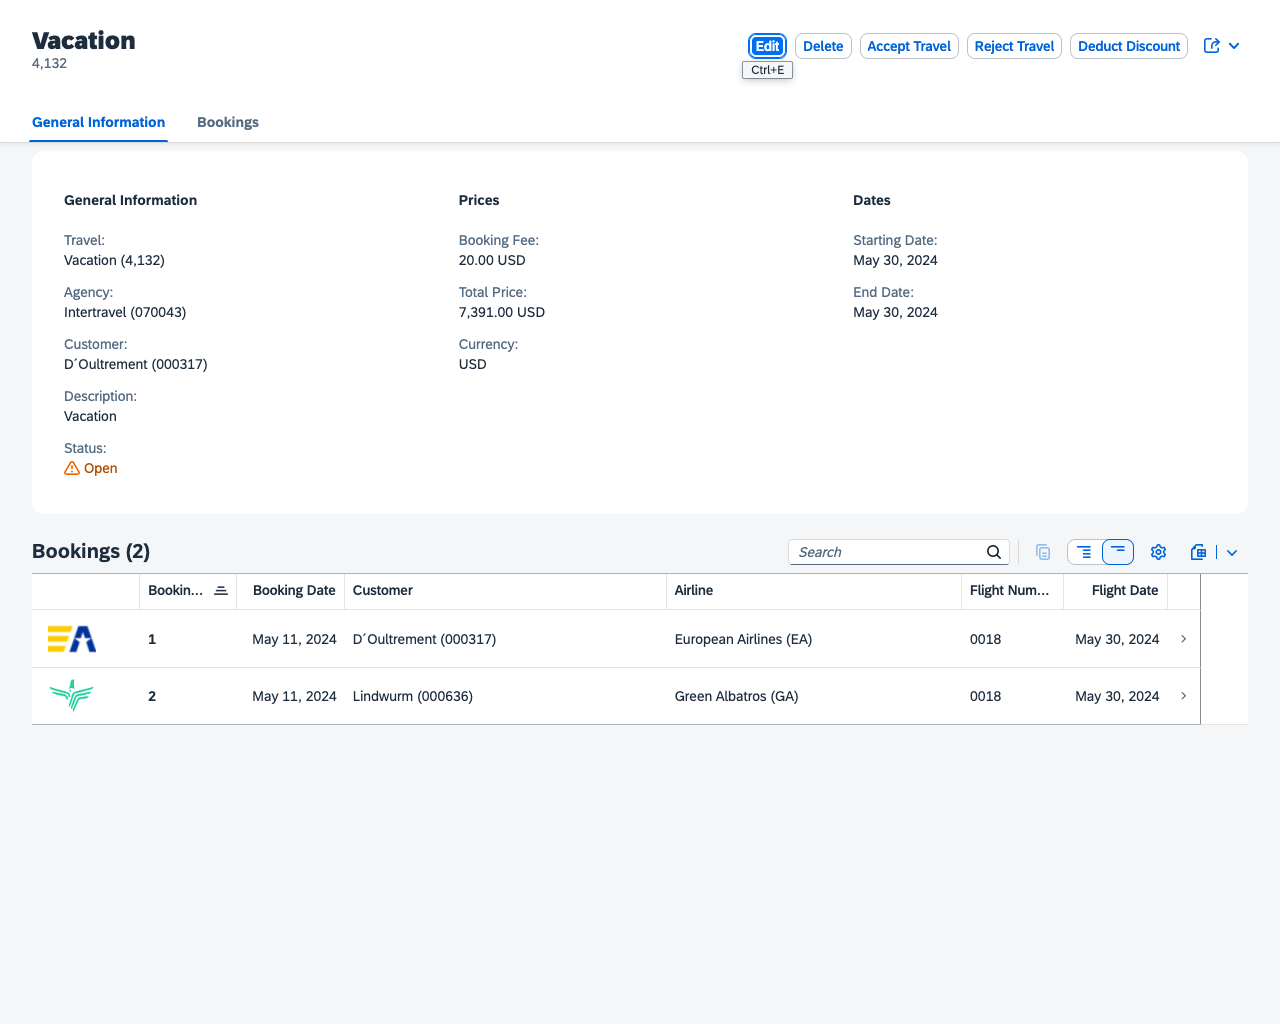 Vacation
4,132
Edit
Delete
Accept Travel
Reject Travel
Deduct Discount
Ctrl+E
General Information
Bookings
General Information
Travel:
Vacation (4,132)
Agency:
Intertravel (070043)
Customer:
D´Oultrement (000317)
Description:
Vacation
Status:
Open
Prices
Booking Fee:
20.00 USD
Total Price:
7,391.00 USD
Currency:
USD
Dates
Starting Date:
May 30, 2024
End Date:
May 30, 2024
Bookings (2)
Search
Bookin... Booking Date Customer Airline Flight Num... Flight Date
1 May 11, 2024 D´Oultrement (000317) European Airlines (EA) 0018 May 30, 2024
2 May 11, 2024 Lindwurm (000636) Green Albatros (GA) 0018 May 30, 2024